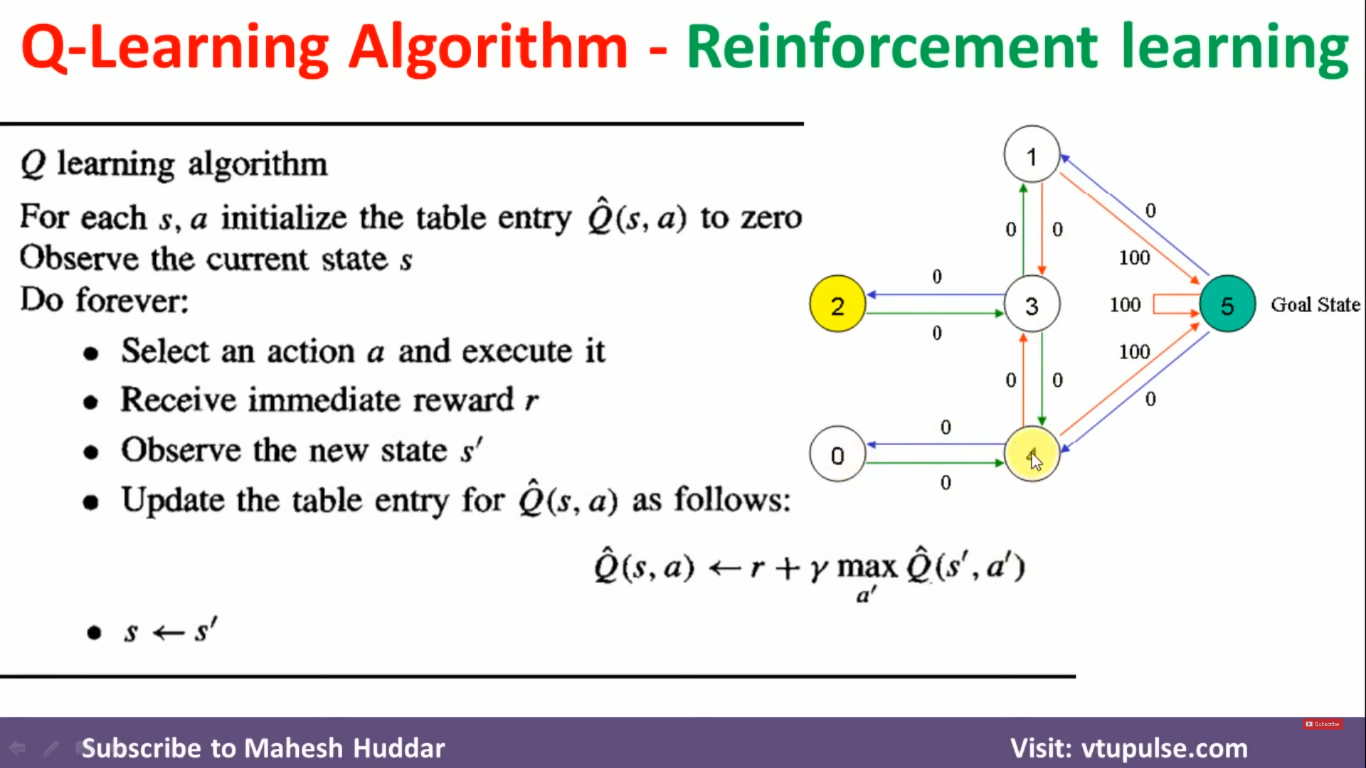 Q-Learning Algorithm - Reinforcement learning
Q learning algorithm
For each s, a initialize the table entry Q̂(s, a) to zero
Observe the current state s
Do forever:
• Select an action a and execute it
• Receive immediate reward r
• Observe the new state s′
• Update the table entry for Q̂(s, a) as follows:
Q̂(s, a) ← r + γ max Q̂(s′, a′)
a′
• s ← s′
1
0
0 0
100
0
2
3
100
5
Goal State
0
100
0 0
0
0
0
4
0
Subscribe
Subscribe to Mahesh Huddar
Visit: vtupulse.com